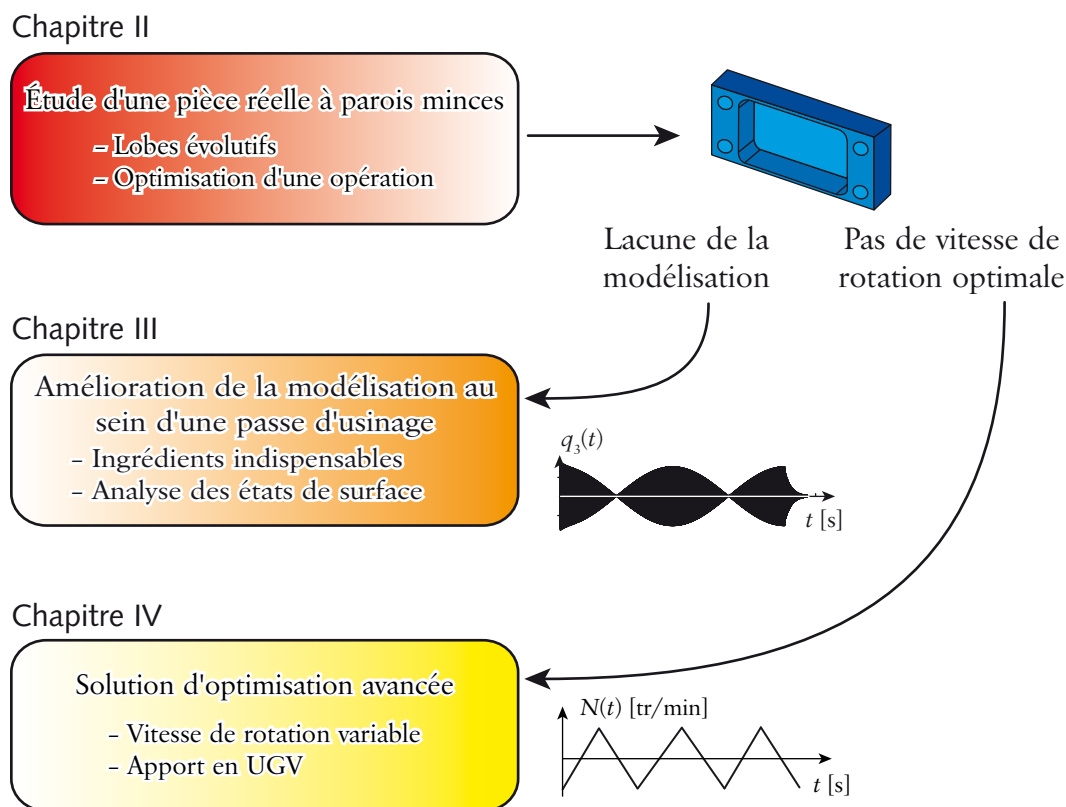 Chapitre II
Étude d'une pièce réelle à parois minces
- Lobes évolutifs
- Optimisation d'une opération
Lacune de la
modélisation
Pas de vitesse de
rotation optimale
Chapitre III
Amélioration de la modélisation au
sein d'une passe d'usinage
- Ingrédients indispensables
- Analyse des états de surface
q₃(t)
t [s]
Chapitre IV
Solution d'optimisation avancée
- Vitesse de rotation variable
- Apport en UGV
N(t) [tr/min]
t [s]